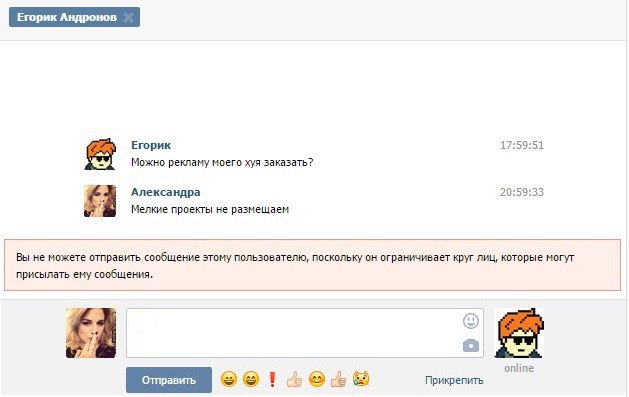 Егорик Андронов
Егорик 17:59:51
Можно рекламу моего хуя заказать?
Александра 20:59:33
Мелкие проекты не размещаем
Вы не можете отправить сообщение этому пользователю, поскольку он ограничивает круг лиц, которые могут
присылать ему сообщения.
online
Отправить Прикрепить